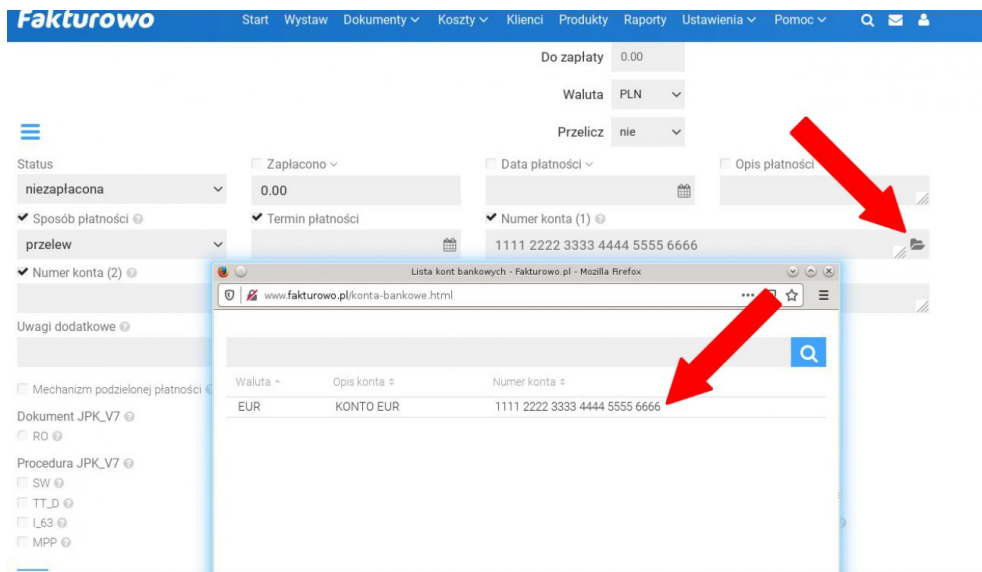 Fakturowo Start Wystaw Dokumenty Koszty Klienci Produkty Raporty Ustawienia Pomoc
Do zapłaty 0.00
Waluta PLN
Przelicz nie
Status Zapłacono Data płatności Opis płatności
niezapłacona 0.00
Sposób płatności Termin płatności Numer konta (1)
przelew 1111 2222 3333 4444 5555 6666
Numer konta (2)
Uwagi dodatkowe
Mechanizm podzielonej płatności
Dokument JPK_V7
RO
Procedura JPK_V7
SW
TT_D
I_63
MPP
Lista kont bankowych - Fakturowo.pl - Mozilla Firefox
www.fakturowo.pl/konta-bankowe.html
Waluta Opis konta Numer konta
EUR KONTO EUR 1111 2222 3333 4444 5555 6666